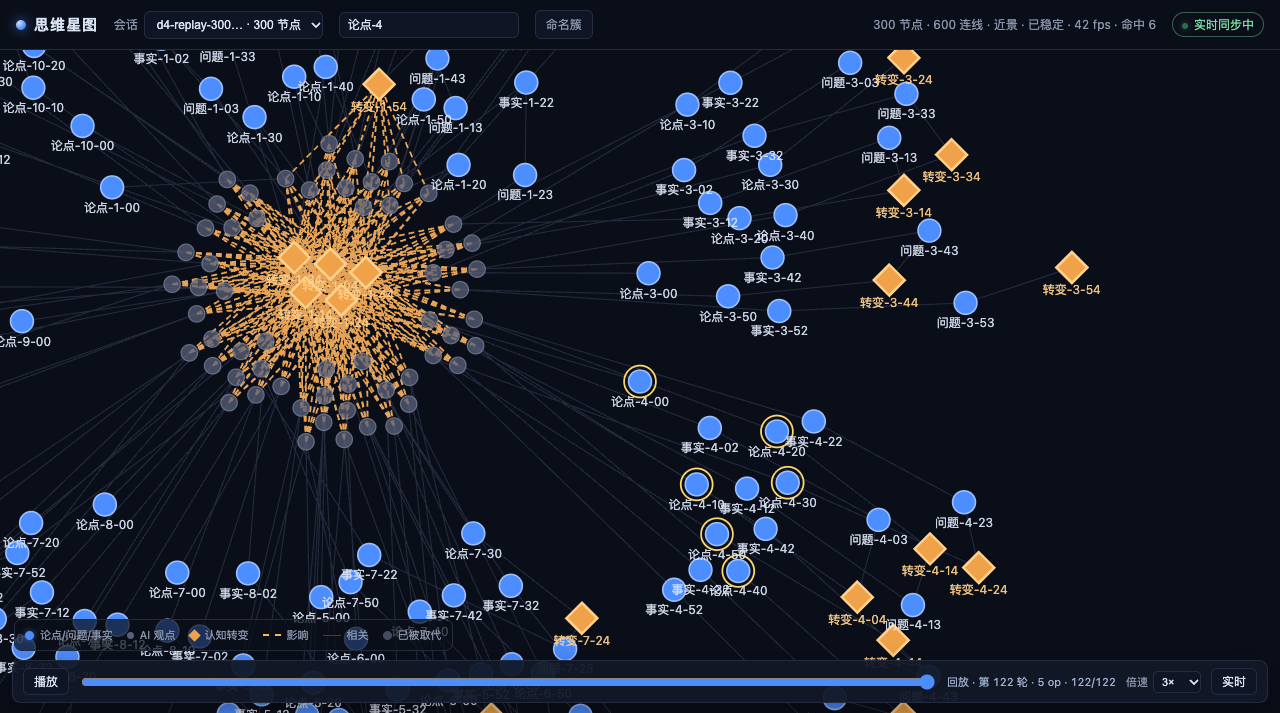 思维星图 会话 d4-replay-300... · 300 节点 论点-4 命名簇 300 节点 · 600 连线 · 近景 · 已稳定 · 42 fps · 命中 6 实时同步中
论点-10-20
事实-1-02
问题-1-33
论点-1-40
问题-1-43
问题-3-03
转变-3-24
论点-10-10
问题-1-03
论点-1-10
转变-1-54
论点-1-50
事实-1-22
事实-3-22
问题-3-33
论点-10-00
论点-1-30
问题-1-13
论点-3-10
事实-3-32
问题-3-13
论点-1-00
论点-1-20
问题-1-23
事实-3-02
论点-3-30
转变-3-34
事实-3-12
论点-3-20
论点-3-40
转变-3-14
问题-3-43
事实-3-42
论点-3-00
转变-3-44
转变-3-54
论点-3-50
事实-3-52
问题-3-53
论点-9-00
论点-4-00
事实-4-02
论点-4-20
事实-4-22
论点-4-10
事实-4-12
论点-4-30
论点-8-00
问题-4-03
问题-4-23
论点-7-20
论点-7-30
事实-4-42
事实-7-52
事实-7-22
转变-4-14
论点-7-00
事实-8-02
论点-7-50
论点-4-40
转变-4-24
事实-7-12
论点-5-00
事实-7-42
事实-7-32
事实-4-52
转变-4-04
问题-4-13
论点/问题/事实 AI 观点 认知转变 影响 相关 已被取代
转变-7-24
事实-8-12
事实-7-02
论点-6-00
播放 回放 · 第 122 轮 · 5 op · 122/122 倍速 3× 实时
事实-5-32